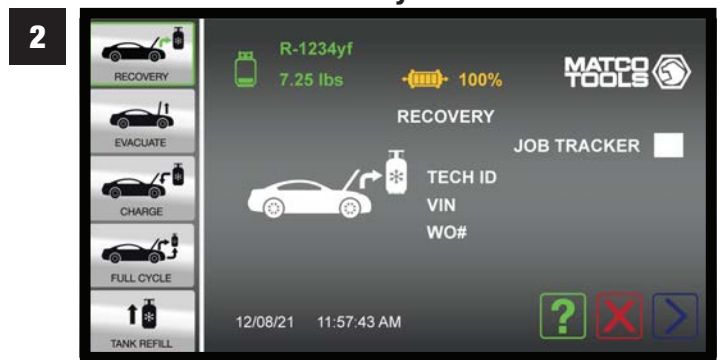 2
RECOVERY
EVACUATE
CHARGE
FULL CYCLE
TANK REFILL
R-1234yf
7.25 lbs
100%
MATCO
TOOLS
RECOVERY
JOB TRACKER
TECH ID
VIN
WO#
12/08/21 11:57:43 AM
?